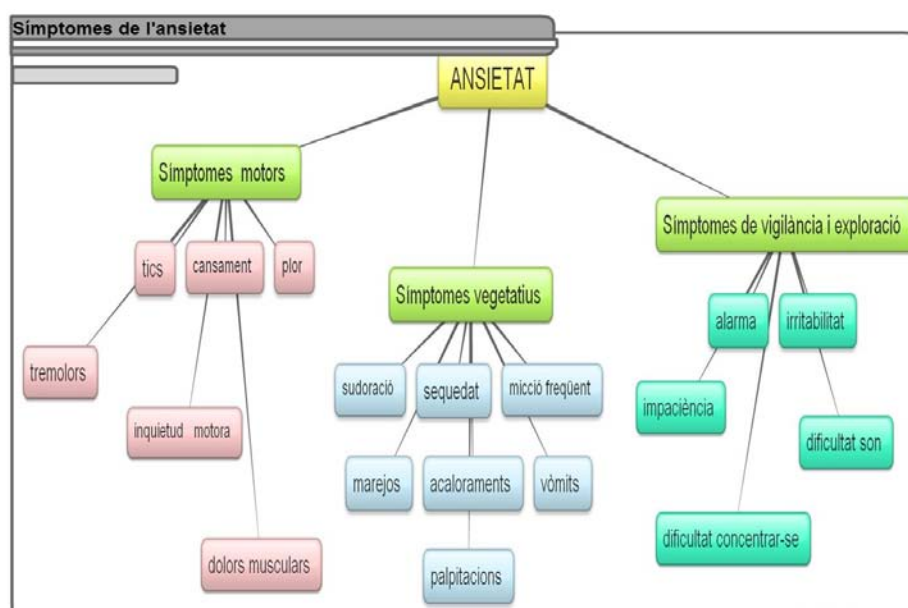 Símptomes de l'ansietat
ANSIETAT
Símptomes motors
tics
cansament
plor
tremolors
inquietud motora
dolors musculars
Símptomes vegetatius
sudoració
sequedat
micció freqüent
marejos
acaloraments
vòmits
palpitacions
Símptomes de vigilància i exploració
alarma
irritabilitat
impaciència
dificultat son
dificultat concentrar-se